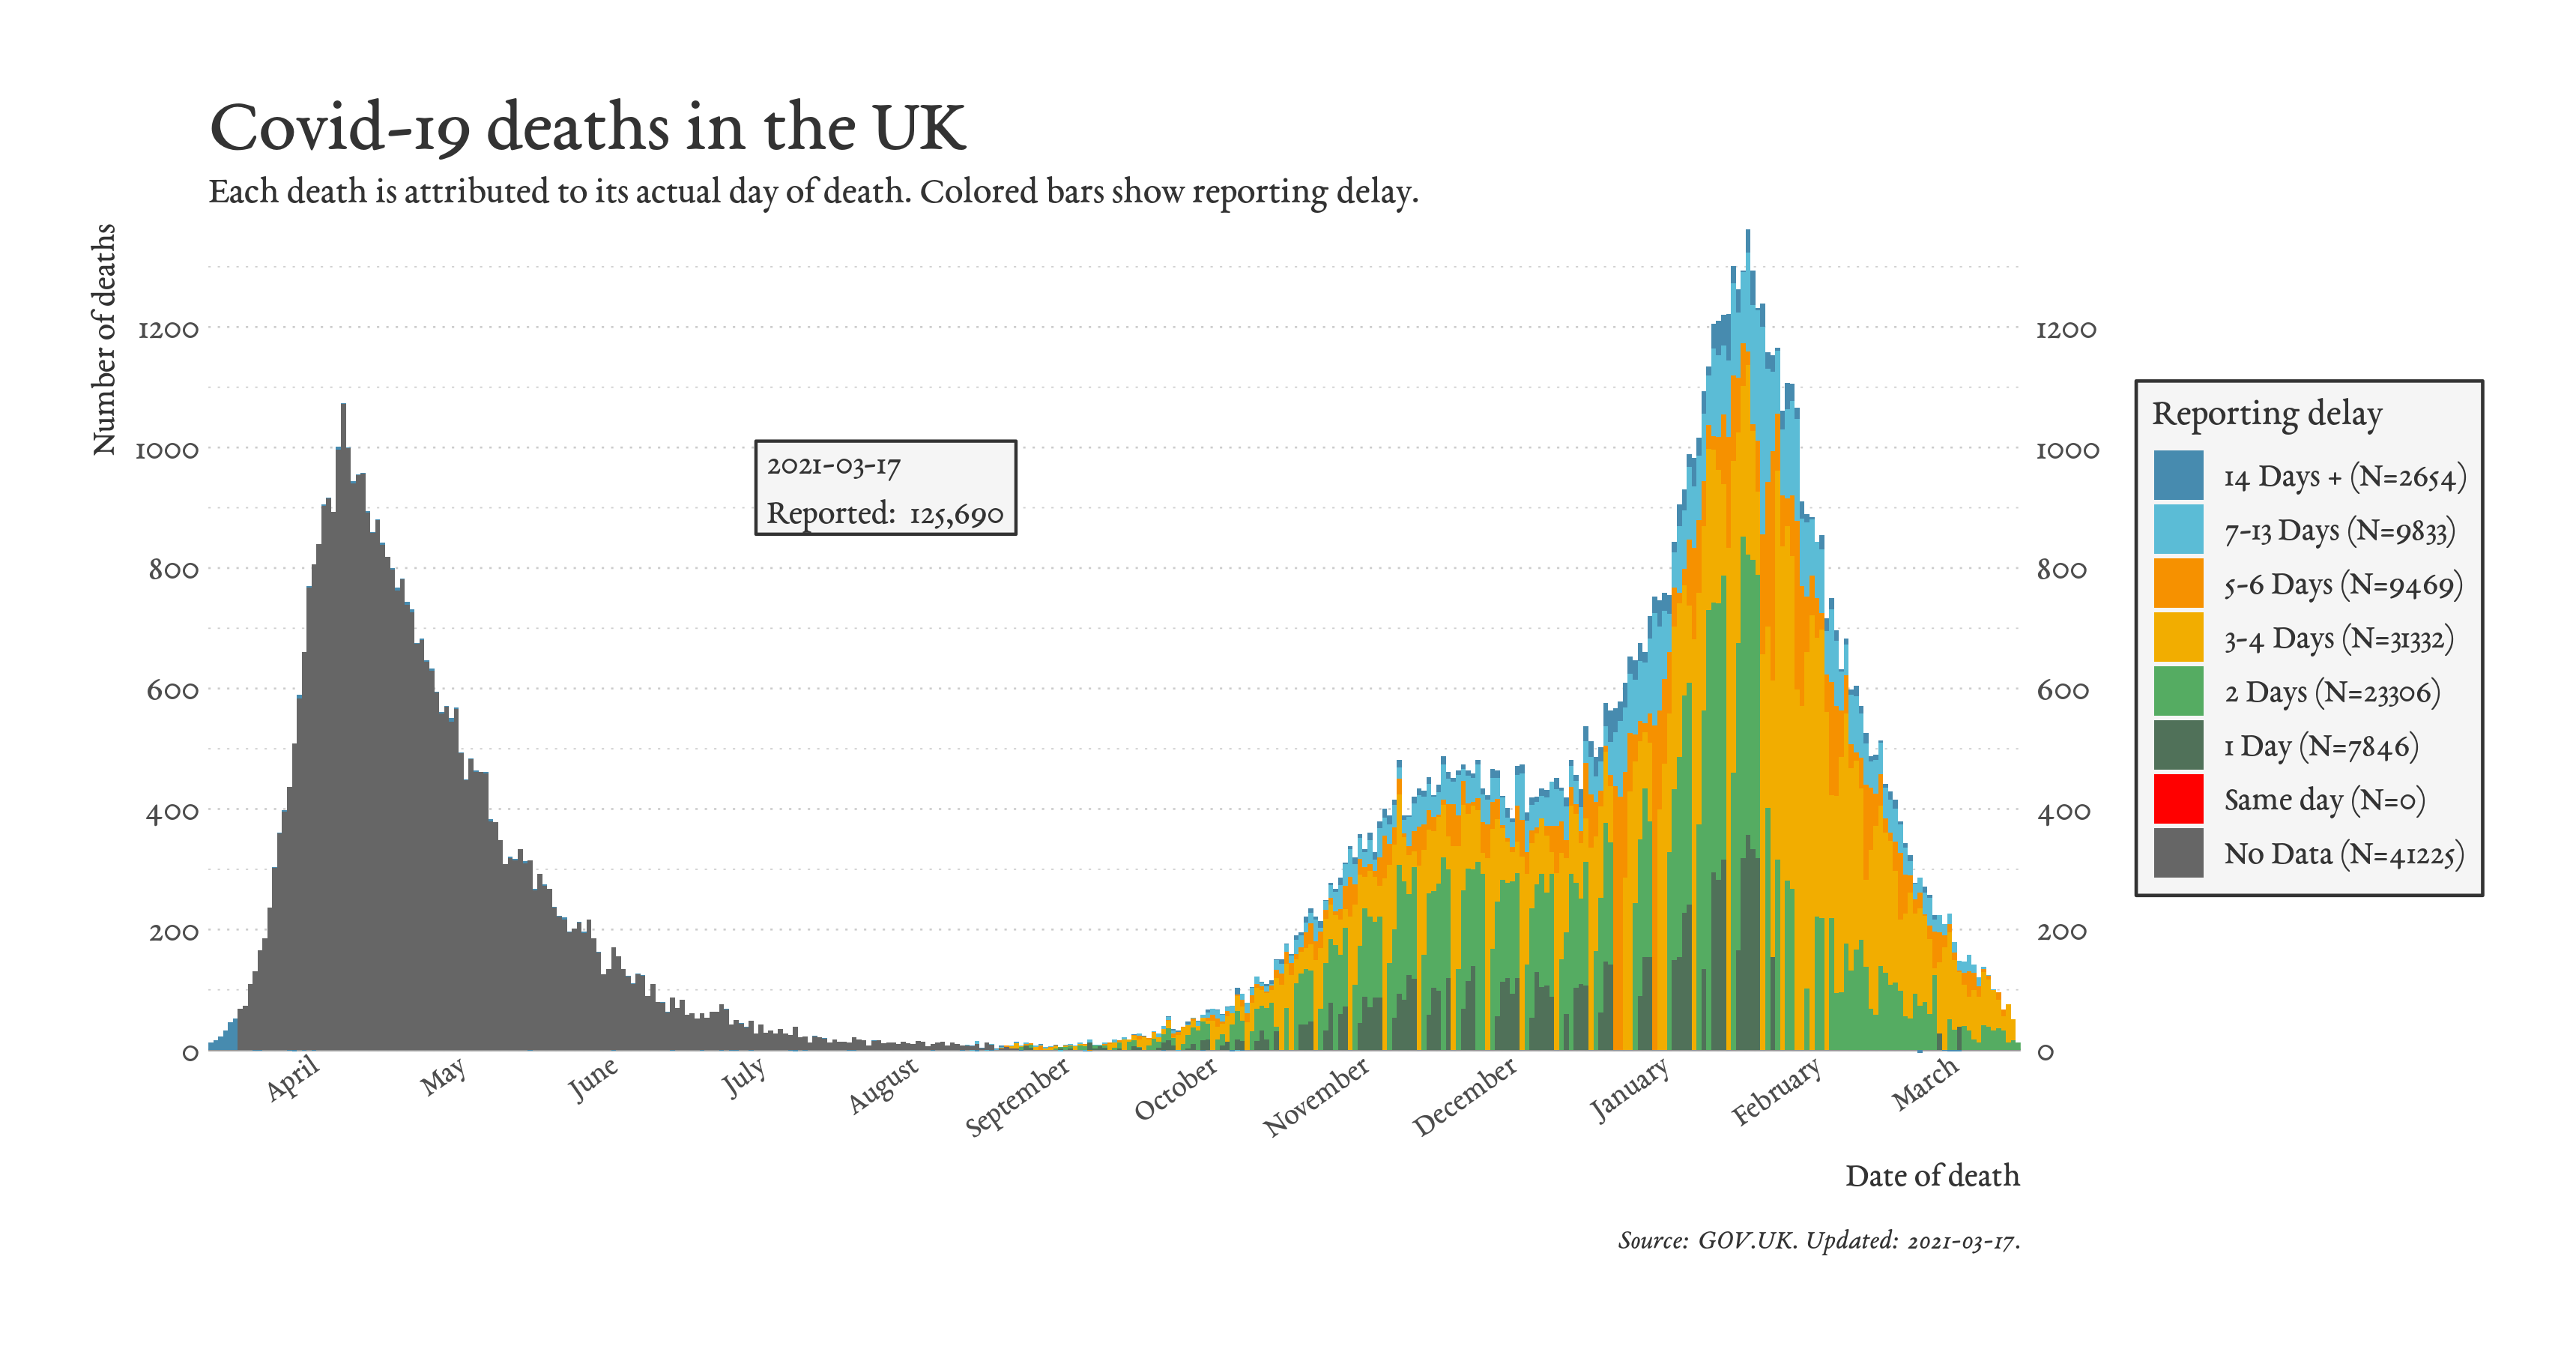 Covid-19 deaths in the UK
Each death is attributed to its actual day of death. Colored bars show reporting delay.
Number of deaths
1200
1000
800
600
400
200
0
2021-03-17
Reported: 125,690
1200
1000
800
600
400
200
0
Reporting delay
14 Days + (N=2654)
7-13 Days (N=9833)
5-6 Days (N=9469)
3-4 Days (N=31332)
2 Days (N=23306)
1 Day (N=7846)
Same day (N=0)
No Data (N=41225)
April
May
June
July
August
September
October
November
December
January
February
March
Date of death
Source: GOV.UK. Updated: 2021-03-17.